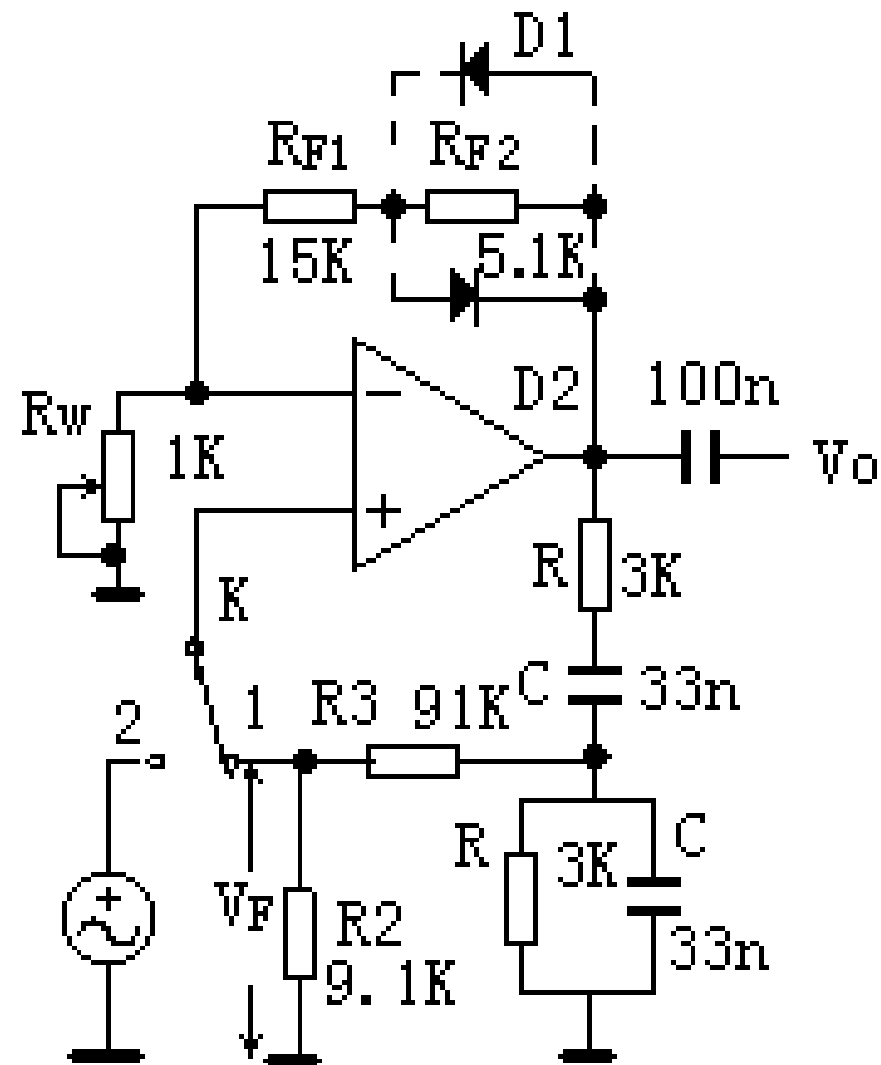 D1
RF1
RF2
15K
5.1K
D2
100n
Rw
1K
−
Vo
+
R
3K
K
C
33n
2
1
R3
91K
R
3K
C
VF
R2
33n
9.1K
+